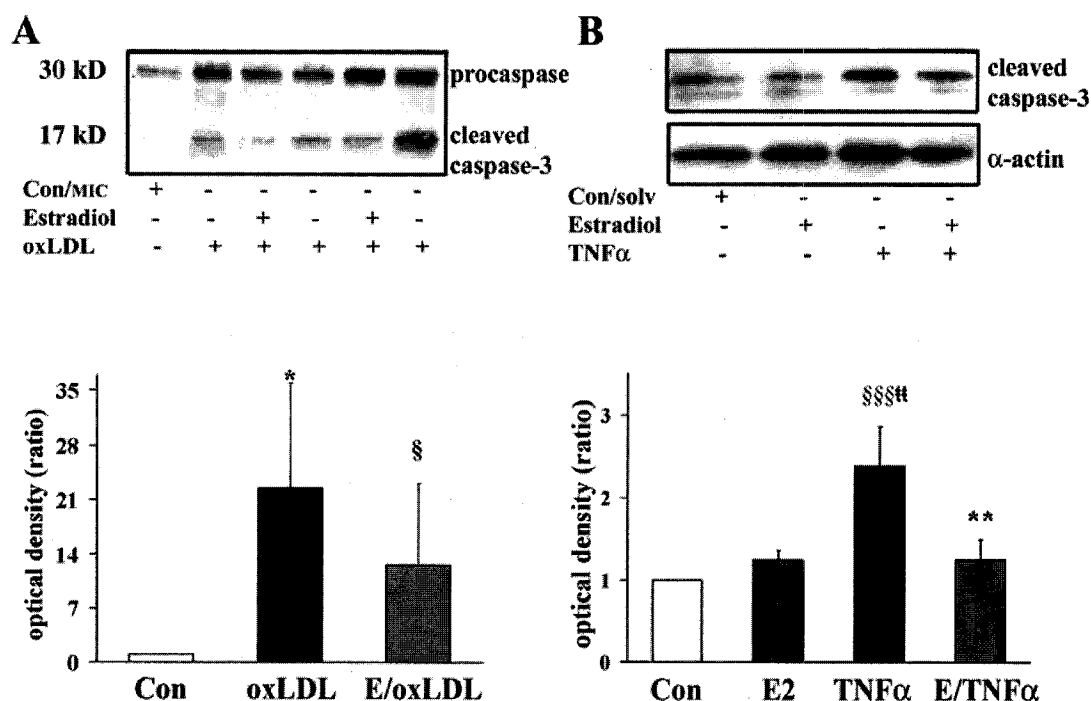 A
30 kD
procaspase
17 kD
cleaved
caspase-3
Con/MIC + - - - - -
Estradiol - - + - + -
oxLDL - + + + + +
B
cleaved
caspase-3
α-actin
Con/solv + - - -
Estradiol - + - +
TNFα - - + +
optical density (ratio)
35
28
21
14
7
0
*
§
Con oxLDL E/oxLDL
optical density (ratio)
3
2
1
0
§§§‡‡
**
Con E2 TNFα E/TNFα